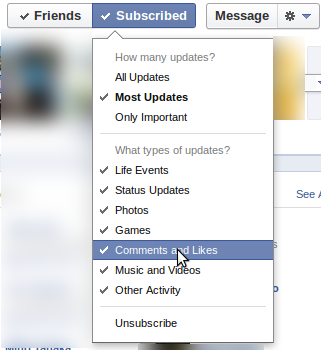 Friends
Subscribed
Message
How many updates?
All Updates
Most Updates
Only Important
What types of updates?
Life Events
Status Updates
Photos
Games
Comments and Likes
Music and Videos
Other Activity
Unsubscribe
See